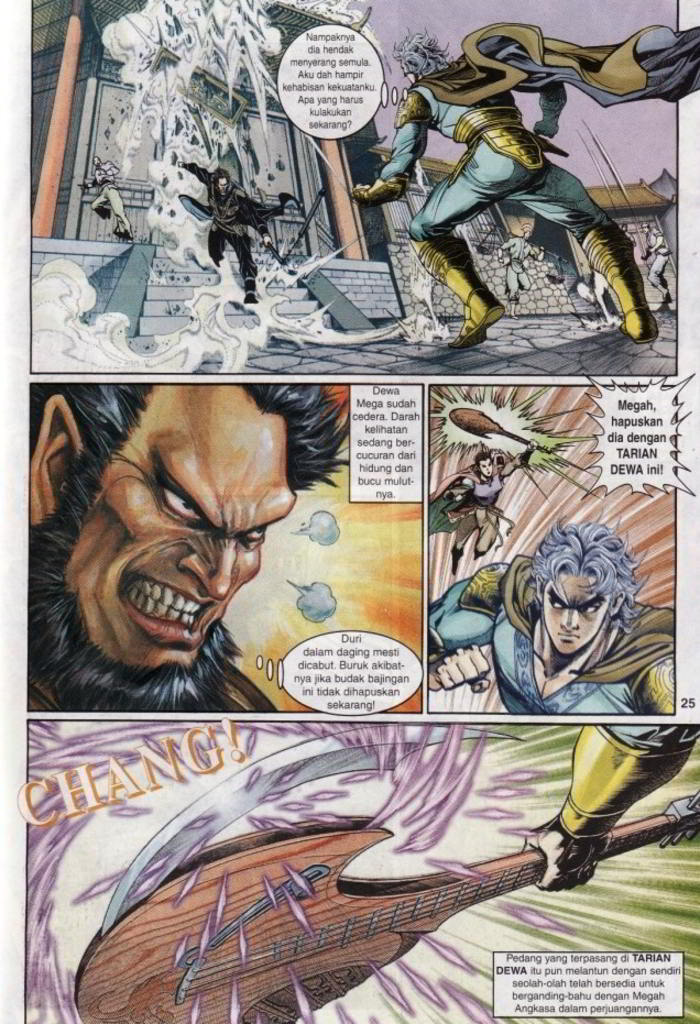 Nampaknya
dia hendak
menyerang semula.
Aku dah hampir
kehabisan kekuatanku.
Apa yang harus
kulakukan
sekarang?
Dewa
Mega sudah
cedera. Darah
kelihatan
sedang ber-
cucuran dari
hidung dan
bucu mulut-
nya.
Megah,
hapuskan
dia dengan
TARIAN
DEWA ini!
Duri
dalam daging mesti
dicabut. Buruk akibat-
nya jika budak bajingan
ini tidak dihapuskan
sekarang!
25
CHANG!
Pedang yang terpasang di TARIAN
DEWA itu pun melantun dengan sendiri
seolah-olah telah bersedia untuk
berganding-bahu dengan Megah
Angkasa dalam perjuangannya.